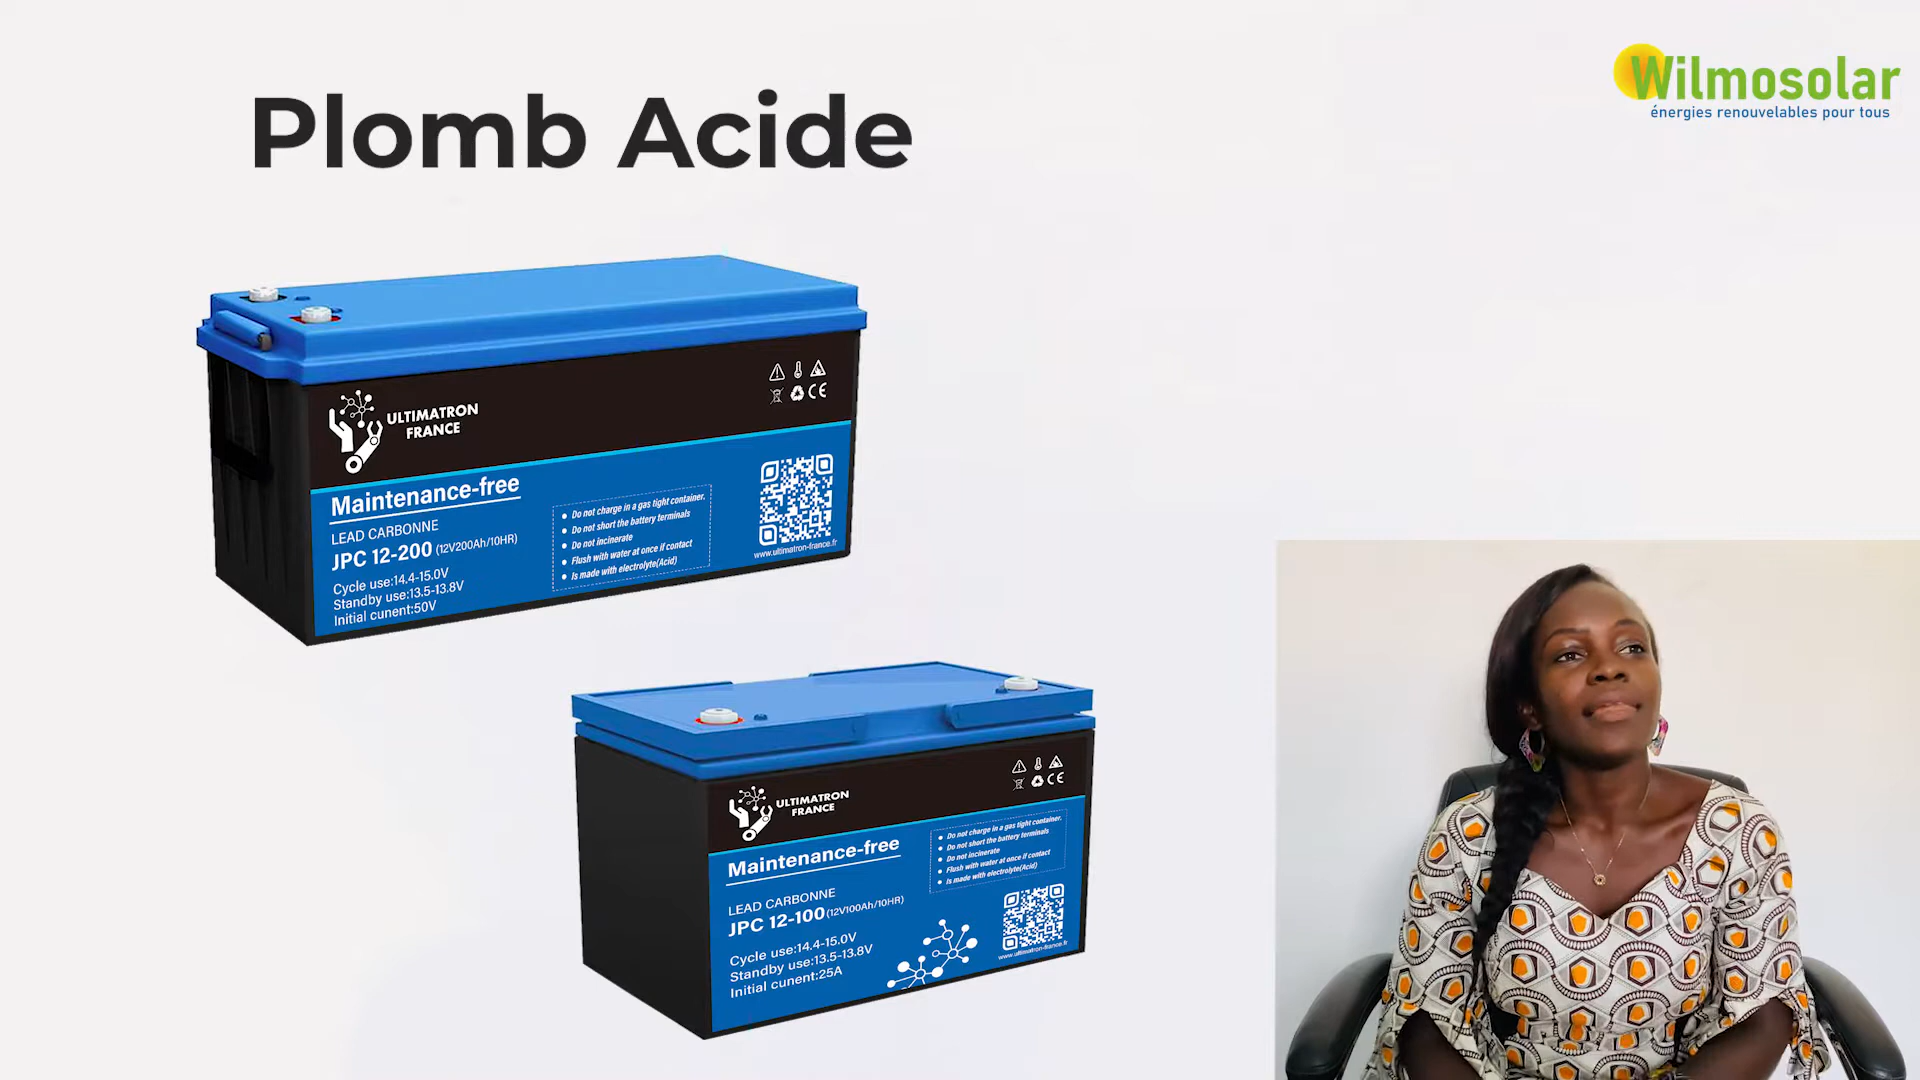 Plomb Acide
Wilmosolar
énergies renouvelables pour tous
ULTIMATRON
FRANCE
CE
Maintenance-free
LEAD CARBONNE
JPC 12-200 (12V200Ah/10HR)
Cycle use:14.4-15.0V
Standby use:13.5-13.8V
Initial cunent:50V
Do not charge in a gas tight container.
Do not short the battery terminals
Do not incinerate
Flush with water at once if contact
Is made with electrolyte(Acid)
www.ultimatron-france.fr
ULTIMATRON
FRANCE
CE
Maintenance-free
LEAD CARBONNE
JPC 12-100 (12V100Ah/10HR)
Cycle use:14.4-15.0V
Standby use:13.5-13.8V
Initial cunent:25A
Do not charge in a gas tight container.
Do not short the battery terminals
Do not incinerate
Flush with water at once if contact
Is made with electrolyte(Acid)
www.ultimatron-france.fr